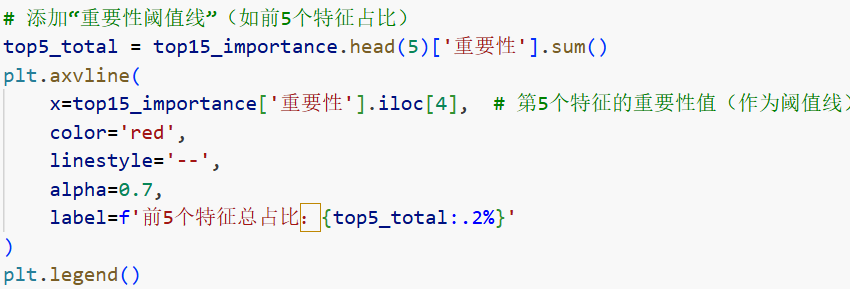 # 添加“重要性阈值线”（如前5个特征占比）
top5_total = top15_importance.head(5)['重要性'].sum()
plt.axvline(
    x=top15_importance['重要性'].iloc[4],  # 第5个特征的重要性值（作为阈值线）
    color='red',
    linestyle='--',
    alpha=0.7,
    label=f'前5个特征总占比：{top5_total:.2%}'
)
plt.legend()